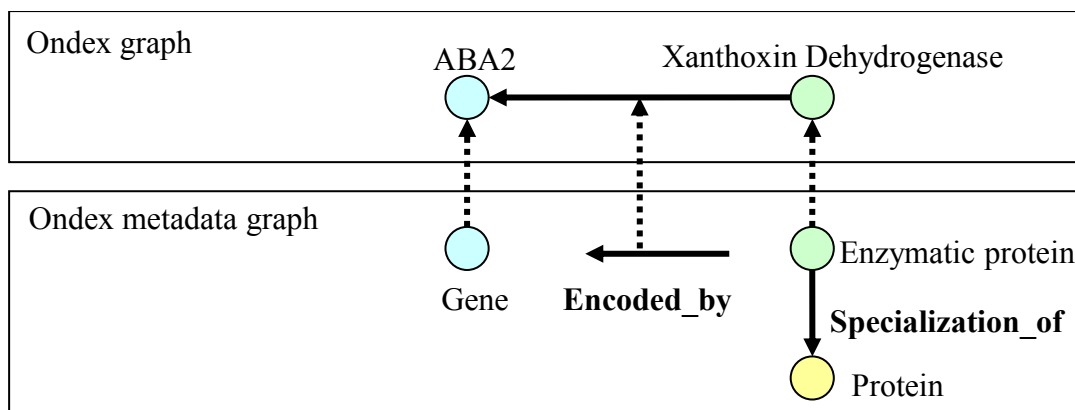 Ondex graph
ABA2
Xanthoxin Dehydrogenase
Ondex metadata graph
Gene
Encoded_by
Enzymatic protein
Specialization_of
Protein